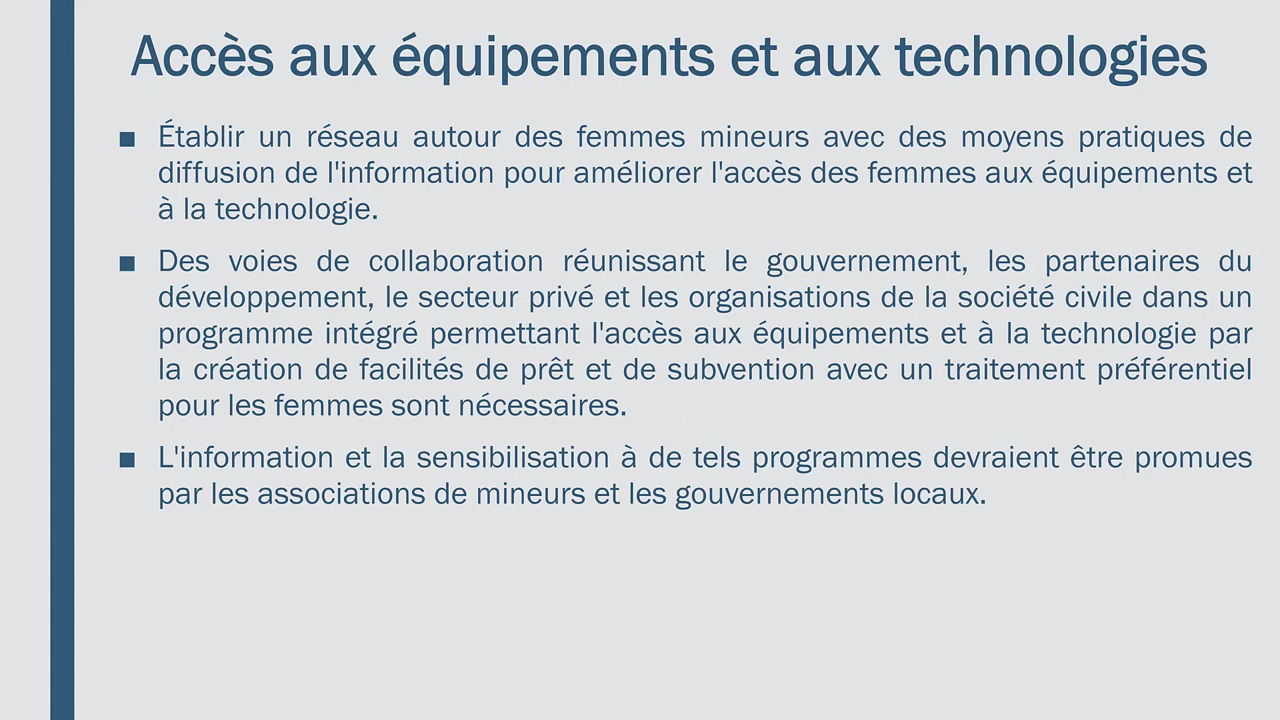 Accès aux équipements et aux technologies
■ Établir un réseau autour des femmes mineurs avec des moyens pratiques de
diffusion de l'information pour améliorer l'accès des femmes aux équipements et
à la technologie.
■ Des voies de collaboration réunissant le gouvernement, les partenaires du
développement, le secteur privé et les organisations de la société civile dans un
programme intégré permettant l'accès aux équipements et à la technologie par
la création de facilités de prêt et de subvention avec un traitement préférentiel
pour les femmes sont nécessaires.
■ L'information et la sensibilisation à de tels programmes devraient être promues
par les associations de mineurs et les gouvernements locaux.